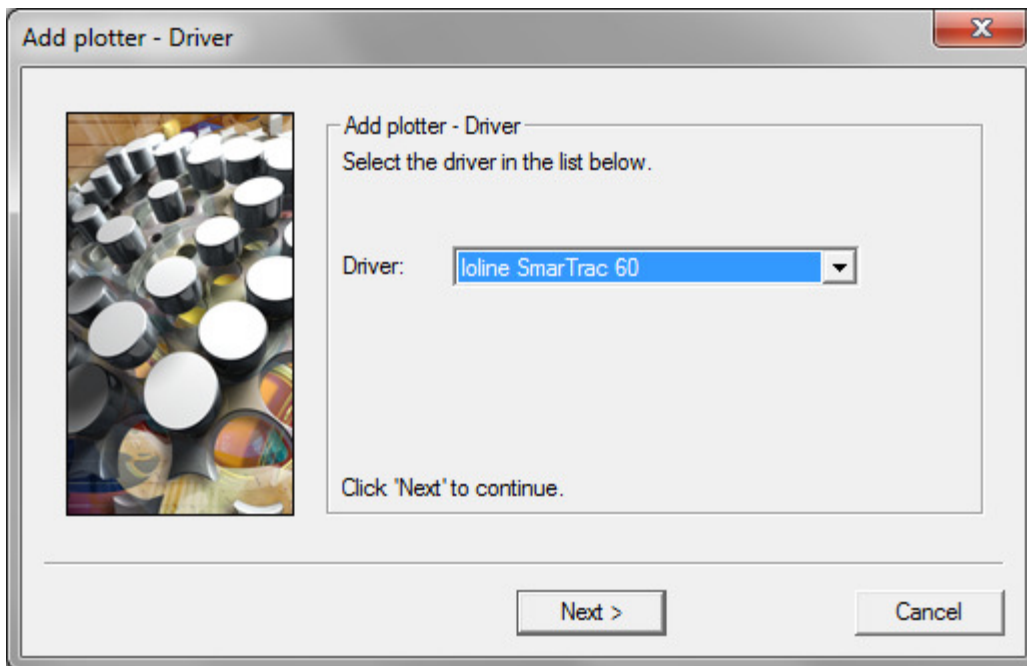 Add plotter - Driver
Add plotter - Driver
Select the driver in the list below.
Driver:
Ioline SmarTrac 60
Click 'Next' to continue.
Next >
Cancel